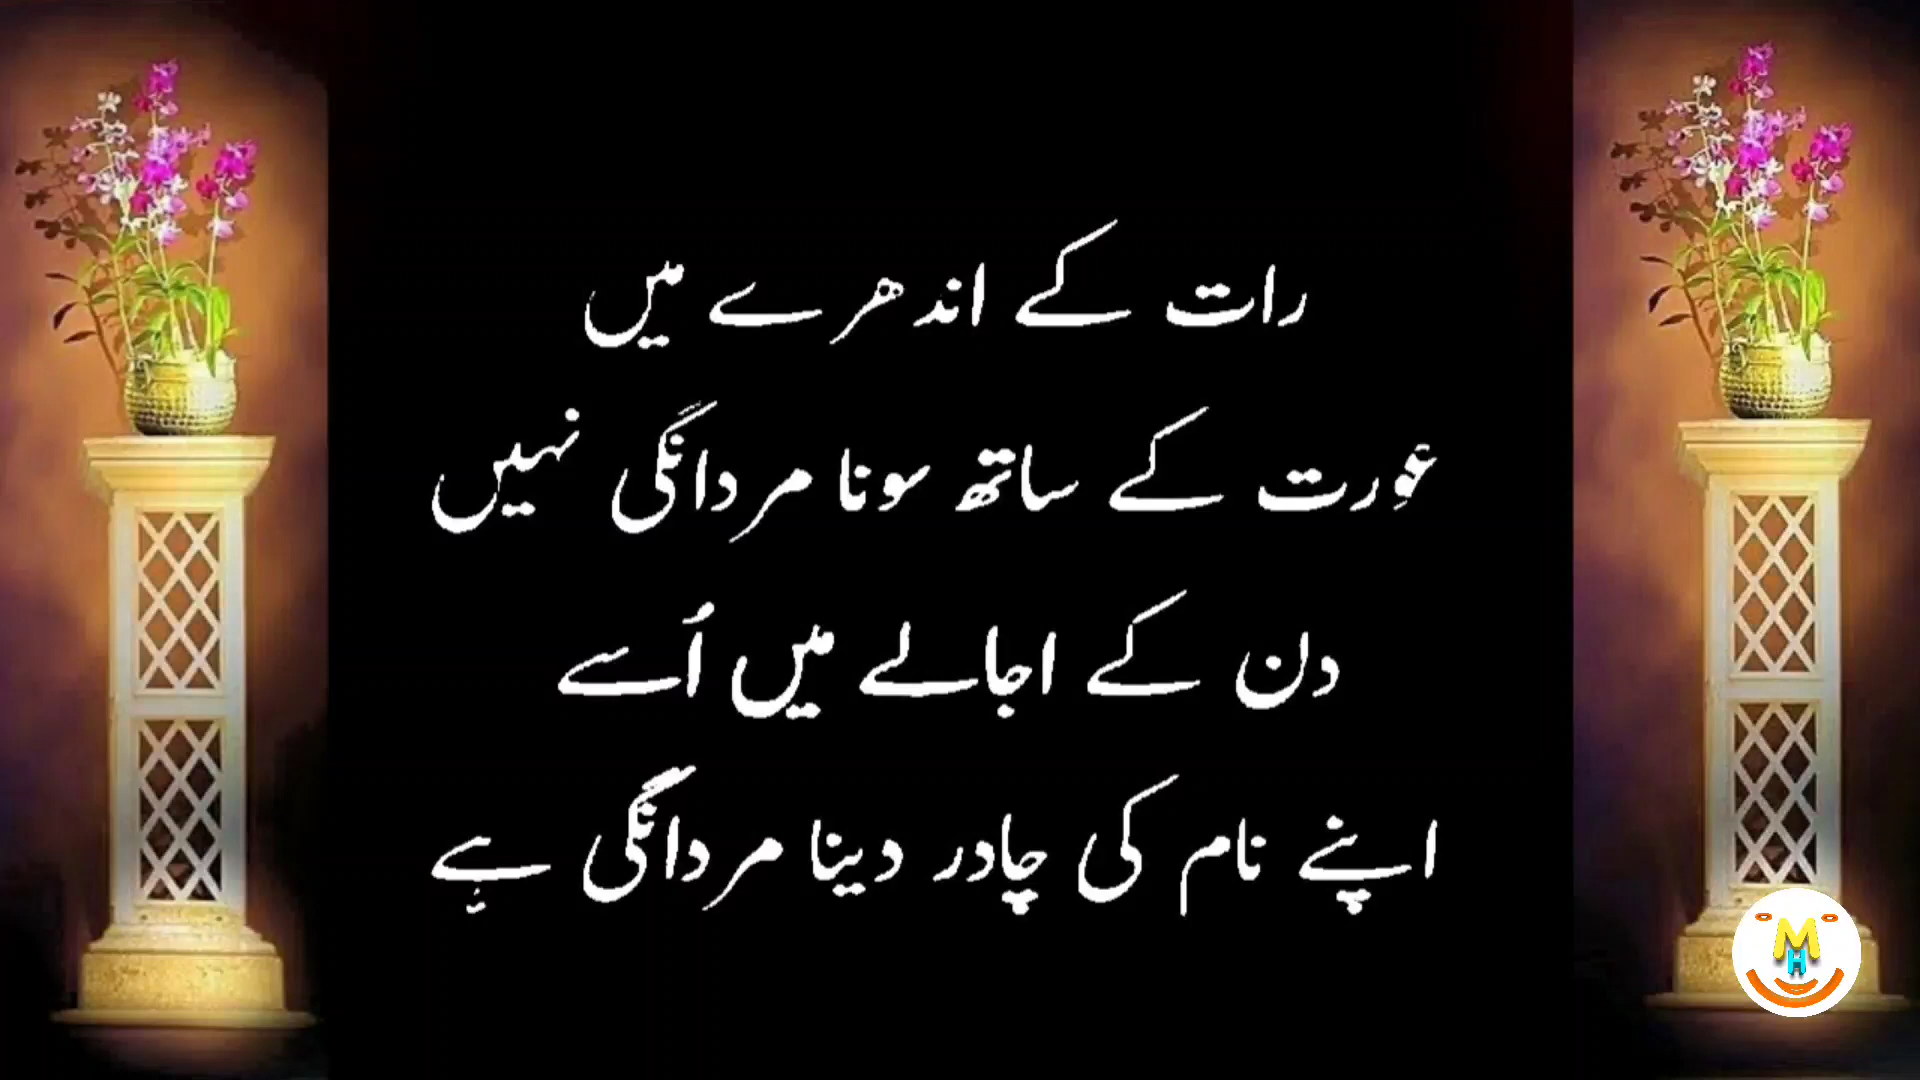 رات کے اندھرے میں
عورت کے ساتھ سونا مردانگی نہیں
دن کے اجالے میں اُسے
اپنے نام کی چادر دینا مردانگی ہے
M
H